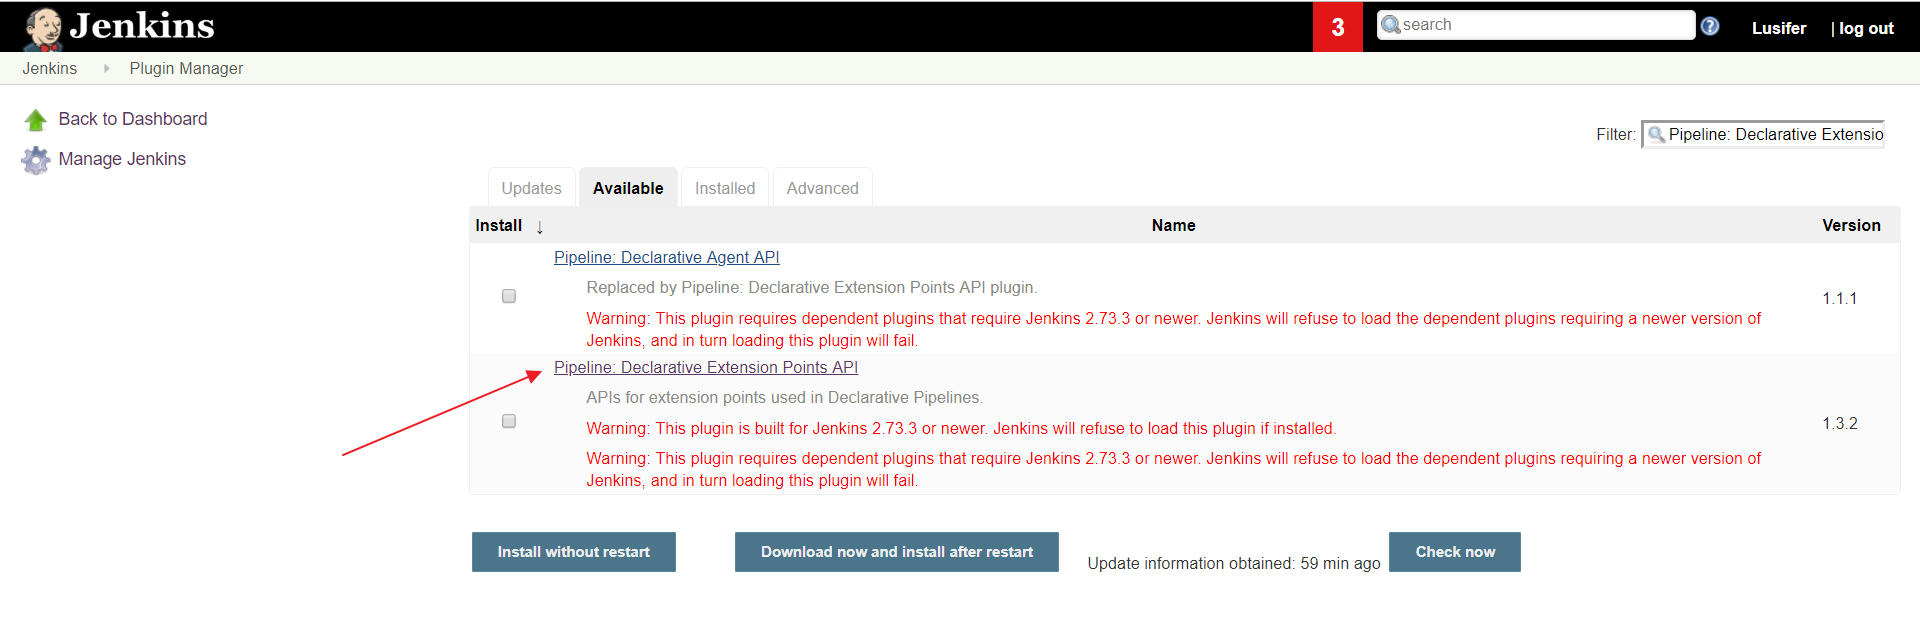 Jenkins
3
search
?
Lusifer
| log out
Jenkins
Plugin Manager
Back to Dashboard
Manage Jenkins
Filter: Pipeline: Declarative Extensio
Updates
Available
Installed
Advanced
Install ↓
Name
Version
Pipeline: Declarative Agent API
Replaced by Pipeline: Declarative Extension Points API plugin.
Warning: This plugin requires dependent plugins that require Jenkins 2.73.3 or newer. Jenkins will refuse to load the dependent plugins requiring a newer version of
Jenkins, and in turn loading this plugin will fail.
1.1.1
Pipeline: Declarative Extension Points API
APIs for extension points used in Declarative Pipelines.
Warning: This plugin is built for Jenkins 2.73.3 or newer. Jenkins will refuse to load this plugin if installed.
Warning: This plugin requires dependent plugins that require Jenkins 2.73.3 or newer. Jenkins will refuse to load the dependent plugins requiring a newer version of
Jenkins, and in turn loading this plugin will fail.
1.3.2
Install without restart
Download now and install after restart
Update information obtained: 59 min ago
Check now